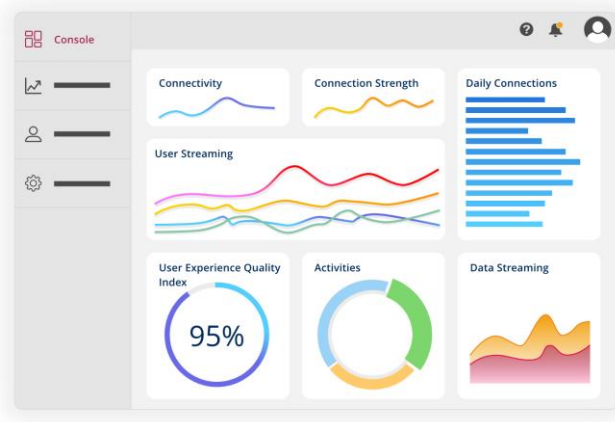 Console
Connectivity
Connection Strength
Daily Connections
User Streaming
User Experience Quality
Index
95%
Activities
Data Streaming